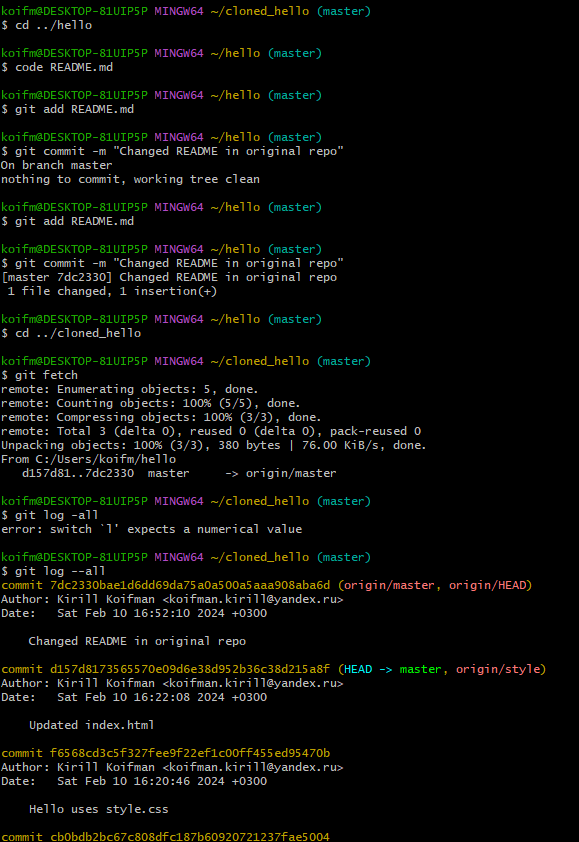 koifm@DESKTOP-81UIP5P MINGW64 ~/cloned_hello (master)
$ cd ../hello
koifm@DESKTOP-81UIP5P MINGW64 ~/hello (master)
$ code README.md
koifm@DESKTOP-81UIP5P MINGW64 ~/hello (master)
$ git add README.md
koifm@DESKTOP-81UIP5P MINGW64 ~/hello (master)
$ git commit -m "Changed README in original repo"
On branch master
nothing to commit, working tree clean
koifm@DESKTOP-81UIP5P MINGW64 ~/hello (master)
$ git add README.md
koifm@DESKTOP-81UIP5P MINGW64 ~/hello (master)
$ git commit -m "Changed README in original repo"
[master 7dc2330] Changed README in original repo
 1 file changed, 1 insertion(+)
koifm@DESKTOP-81UIP5P MINGW64 ~/hello (master)
$ cd ../cloned_hello
koifm@DESKTOP-81UIP5P MINGW64 ~/cloned_hello (master)
$ git fetch
remote: Enumerating objects: 5, done.
remote: Counting objects: 100% (5/5), done.
remote: Compressing objects: 100% (3/3), done.
remote: Total 3 (delta 0), reused 0 (delta 0), pack-reused 0
Unpacking objects: 100% (3/3), 380 bytes | 76.00 KiB/s, done.
From C:/Users/koifm/hello
   d157d81..7dc2330  master     -> origin/master
koifm@DESKTOP-81UIP5P MINGW64 ~/cloned_hello (master)
$ git log -all
error: switch `l' expects a numerical value
koifm@DESKTOP-81UIP5P MINGW64 ~/cloned_hello (master)
$ git log --all
commit 7dc2330bae1d6dd69da75a0a500a5aaa908aba6d (origin/master, origin/HEAD)
Author: Kirill Koifman <koifman.kirill@yandex.ru>
Date:   Sat Feb 10 16:52:10 2024 +0300
    Changed README in original repo
commit d157d8173565570e09d6e38d952b36c38d215a8f (HEAD -> master, origin/style)
Author: Kirill Koifman <koifman.kirill@yandex.ru>
Date:   Sat Feb 10 16:22:08 2024 +0300
    Updated index.html
commit f6568cd3c5f327fee9f22ef1c00ff455ed95470b
Author: Kirill Koifman <koifman.kirill@yandex.ru>
Date:   Sat Feb 10 16:20:46 2024 +0300
    Hello uses style.css
commit cb0bdb2bc67c808dfc187b60920721237fae5004